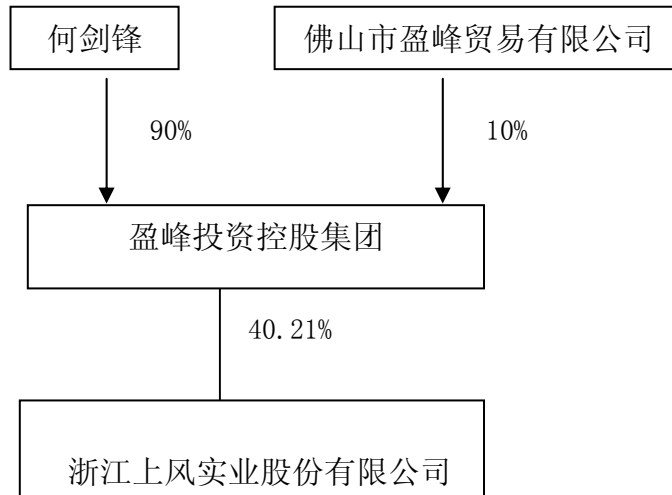 何剑锋
佛山市盈峰贸易有限公司
90%
10%
盈峰投资控股集团
40.21%
浙江上风实业股份有限公司